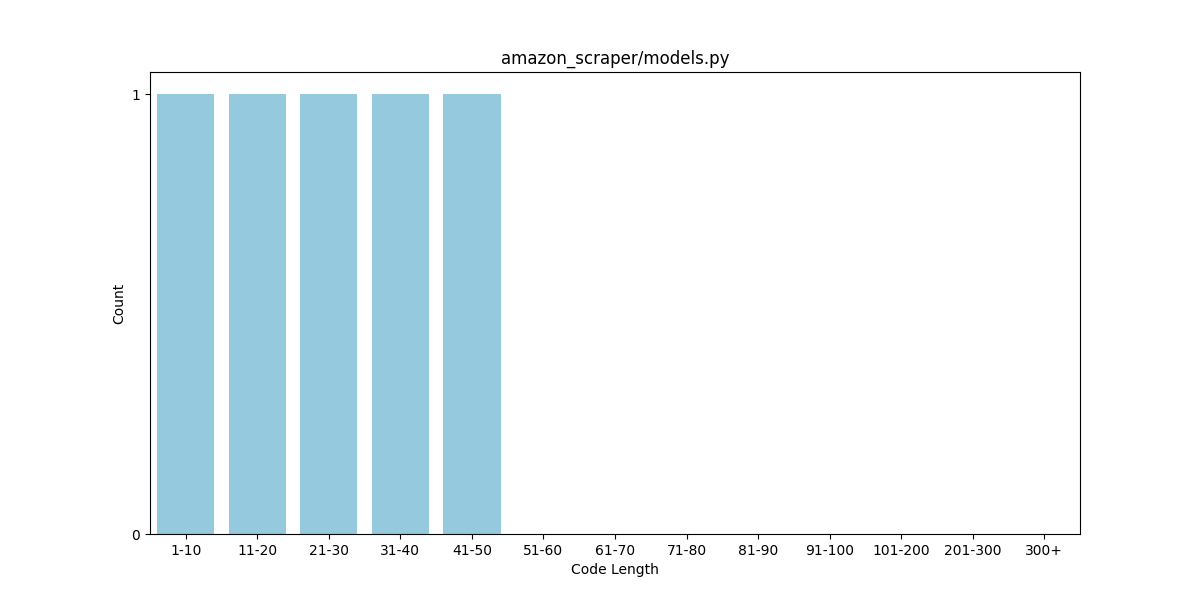 amazon_scraper/models.py
1
Count
0
1-10 11-20 21-30 31-40 41-50 51-60 61-70 71-80 81-90 91-100 101-200 201-300 300+
Code Length